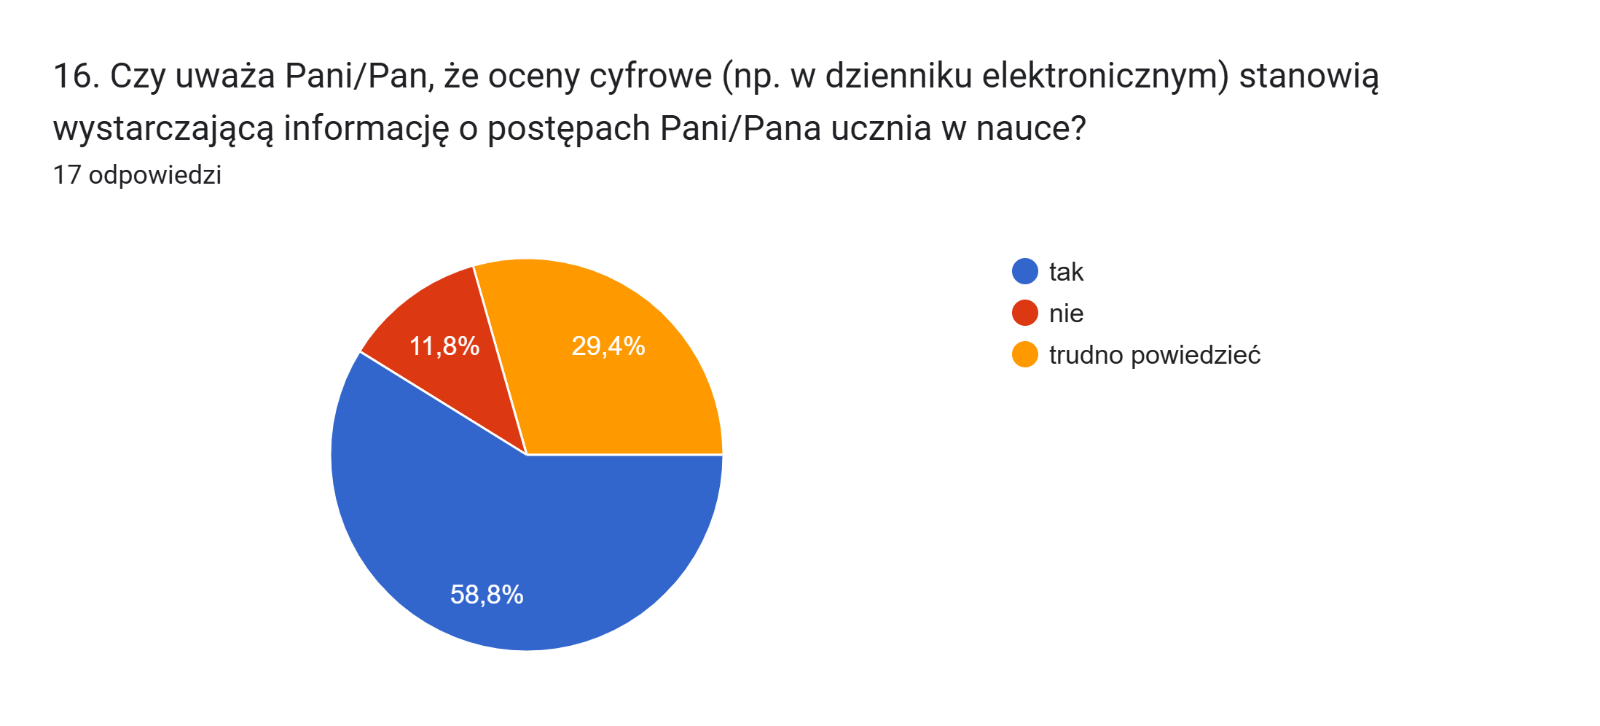 16. Czy uważa Pani/Pan, że oceny cyfrowe (np. w dzienniku elektronicznym) stanowią
wystarczającą informację o postępach Pani/Pana ucznia w nauce?
17 odpowiedzi
tak
nie
trudno powiedzieć
11,8%
29,4%
58,8%